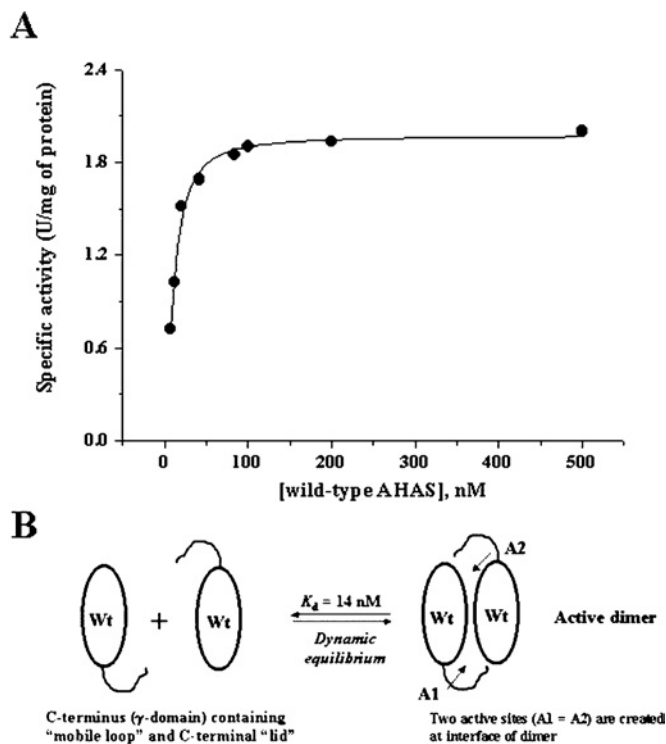 A
Specific activity (U/mg of protein)
2.4
1.8
1.2
0.6
0.0
0 100 200 300 400 500
[wild-type AHAS], nM
B
Wt + Wt
Kd = 14 nM
Dynamic
equilibrium
Wt Wt
A2
A1
Active dimer
C-terminus (γ-domain) containing
"mobile loop" and C-terminal "lid"
Two active sites (A1 = A2) are created
at interface of dimer